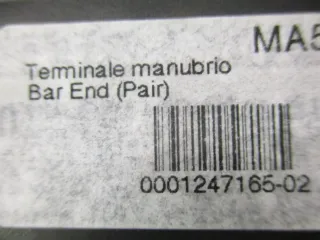 MA5
Terminale manubrio
Bar End (Pair)
0001247165-02